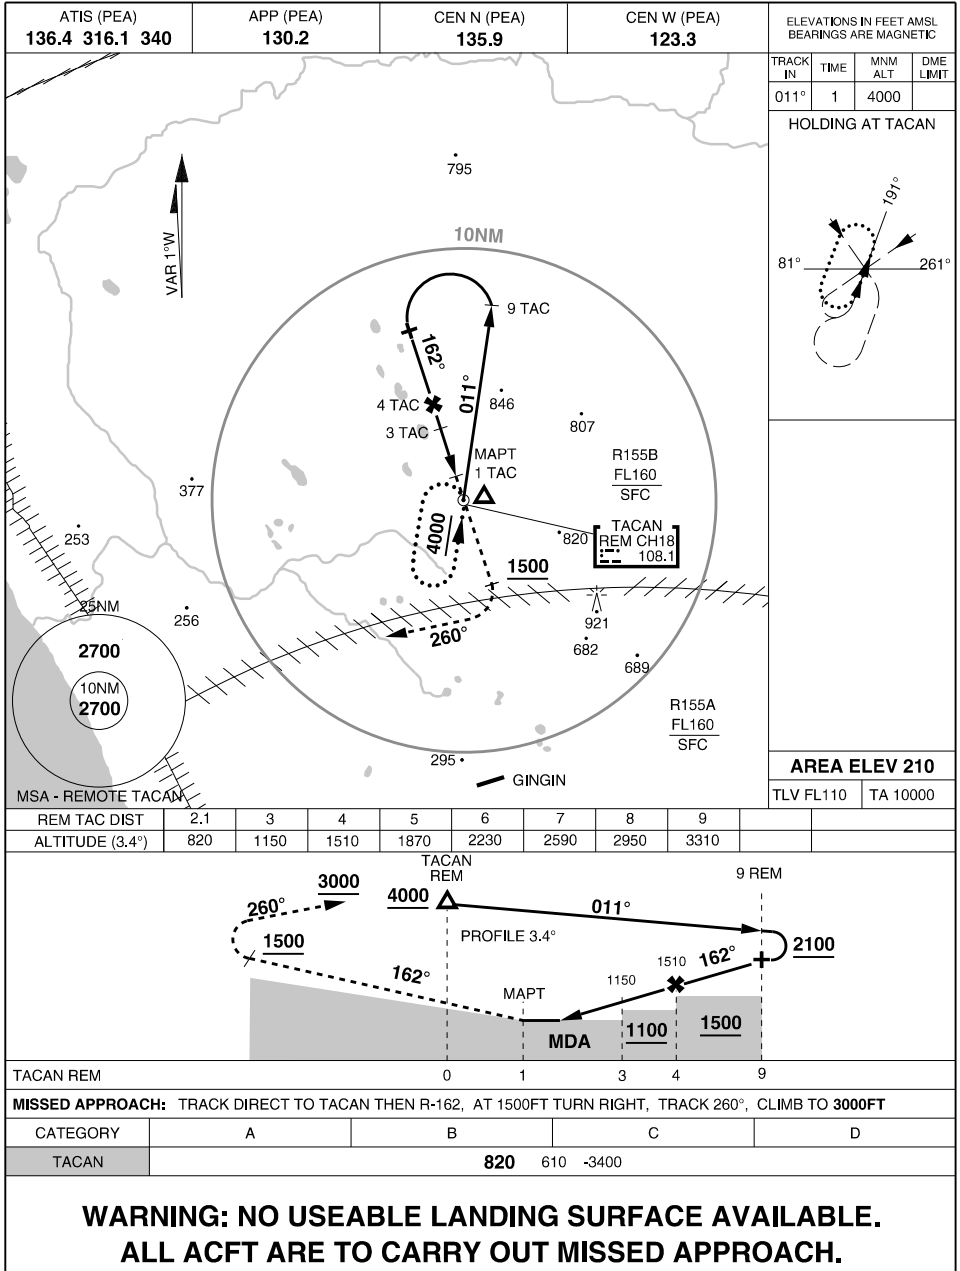 ATIS (PEA)
136.4 316.1 340
APP (PEA)
130.2
CEN N (PEA)
135.9
CEN W (PEA)
123.3
ELEVATIONS IN FEET AMSL
BEARINGS ARE MAGNETIC
TRACK IN
TIME
MNM ALT
DME LIMIT
011°
1
4000
HOLDING AT TACAN
191°
81°
261°
VAR 1°W
795
10NM
9 TAC
162°
011°
4 TAC
3 TAC
846
807
MAPT
1 TAC
R155B
FL160
SFC
377
253
4000
820
TACAN
REM CH18
108.1
1500
25NM
256
260°
921
682
689
2700
10NM
2700
R155A
FL160
SFC
295
GINGIN
MSA - REMOTE TACAN
AREA ELEV 210
TLV FL110
TA 10000
REM TAC DIST 2.1 3 4 5 6 7 8 9
ALTITUDE (3.4°) 820 1150 1510 1870 2230 2590 2950 3310
TACAN
REM
9 REM
3000
4000
260°
011°
1500
PROFILE 3.4°
2100
162°
1510
162°
1150
MAPT
MDA
1100
1500
TACAN REM 0 1 3 4 9
MISSED APPROACH: TRACK DIRECT TO TACAN THEN R-162, AT 1500FT TURN RIGHT, TRACK 260°, CLIMB TO 3000FT
CATEGORY A B C D
TACAN 820 610 -3400
WARNING: NO USEABLE LANDING SURFACE AVAILABLE.
ALL ACFT ARE TO CARRY OUT MISSED APPROACH.